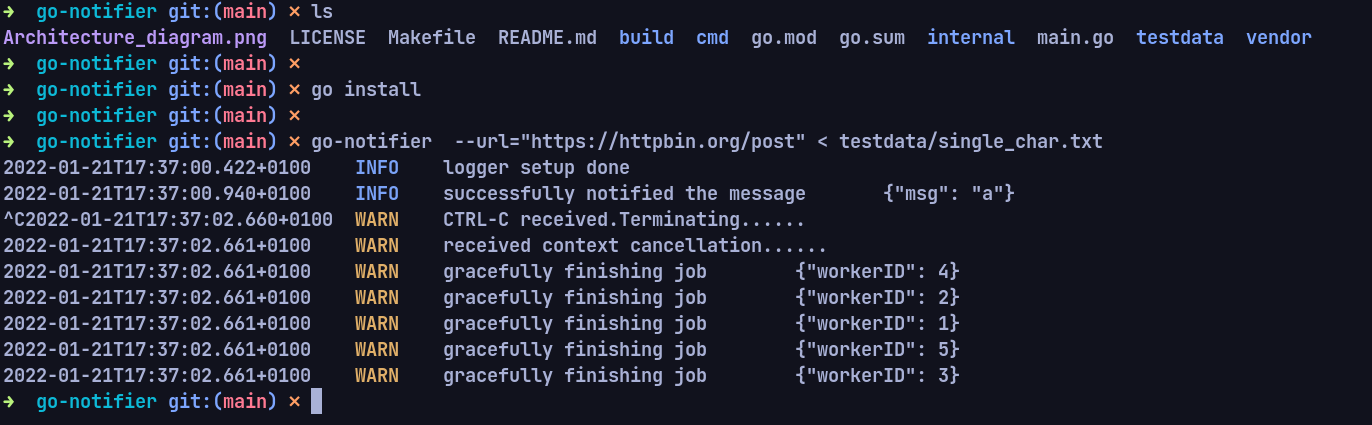 ➜  go-notifier git:(main) ✗ ls
Architecture_diagram.png  LICENSE  Makefile  README.md  build  cmd  go.mod  go.sum  internal  main.go  testdata  vendor
➜  go-notifier git:(main) ✗
➜  go-notifier git:(main) ✗ go install
➜  go-notifier git:(main) ✗
➜  go-notifier git:(main) ✗ go-notifier  --url="https://httpbin.org/post" < testdata/single_char.txt
2022-01-21T17:37:00.422+0100    INFO    logger setup done
2022-01-21T17:37:00.940+0100    INFO    successfully notified the message       {"msg": "a"}
^C2022-01-21T17:37:02.660+0100  WARN    CTRL-C received.Terminating......
2022-01-21T17:37:02.661+0100    WARN    received context cancellation......
2022-01-21T17:37:02.661+0100    WARN    gracefully finishing job        {"workerID": 4}
2022-01-21T17:37:02.661+0100    WARN    gracefully finishing job        {"workerID": 2}
2022-01-21T17:37:02.661+0100    WARN    gracefully finishing job        {"workerID": 1}
2022-01-21T17:37:02.661+0100    WARN    gracefully finishing job        {"workerID": 5}
2022-01-21T17:37:02.661+0100    WARN    gracefully finishing job        {"workerID": 3}
➜  go-notifier git:(main) ✗